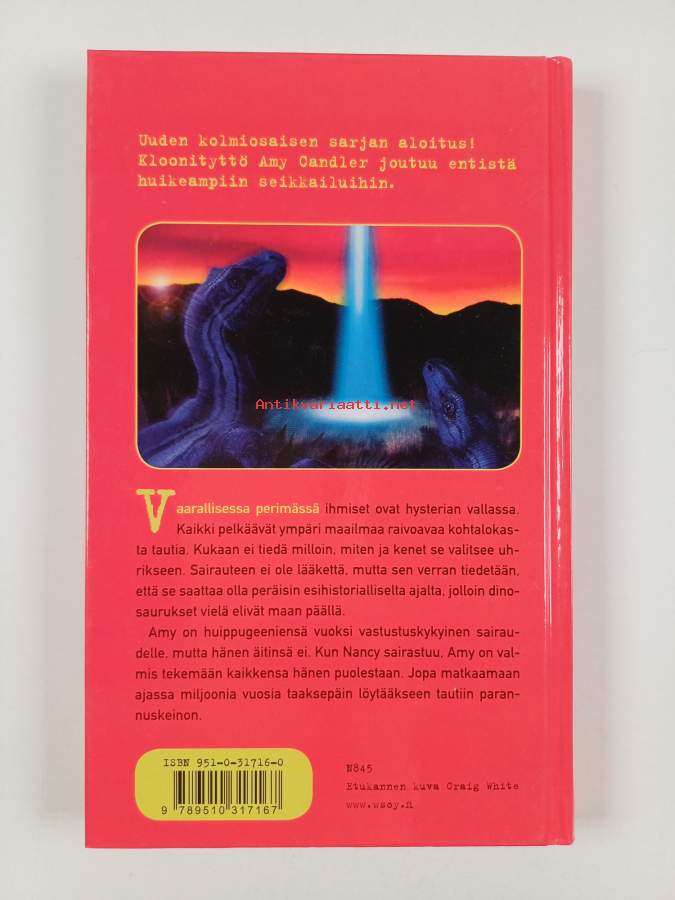 Uuden kolmiosaisen sarjan aloitus!
Kloonityttö Amy Candler joutuu entistä
huikeampiin seikkailuihin.
Antikvariaatti.net
Vaarallisessa perimässä ihmiset ovat hysterian vallassa.
Kaikki pelkäävät ympäri maailmaa raivoavaa kohtalokas-
ta tautia. Kukaan ei tiedä milloin, miten ja kenet se valitsee uh-
rikseen. Sairauteen ei ole lääkettä, mutta sen verran tiedetään,
että se saattaa olla peräisin esihistorialliselta ajalta, jolloin dino-
saurukset vielä elivät maan päällä.
Amy on huippugeeniensä vuoksi vastustuskykyinen sairau-
delle, mutta hänen äitinsä ei. Kun Nancy sairastuu, Amy on val-
mis tekemään kaikkensa hänen puolestaan. Jopa matkaamaan
ajassa miljoonia vuosia taaksepäin löytääkseen tautiin paran-
nuskeinon.
ISBN 951-0-31716-0
9 789510 317167
N845
Etukannen kuva Craig White
www.wsoy.fi